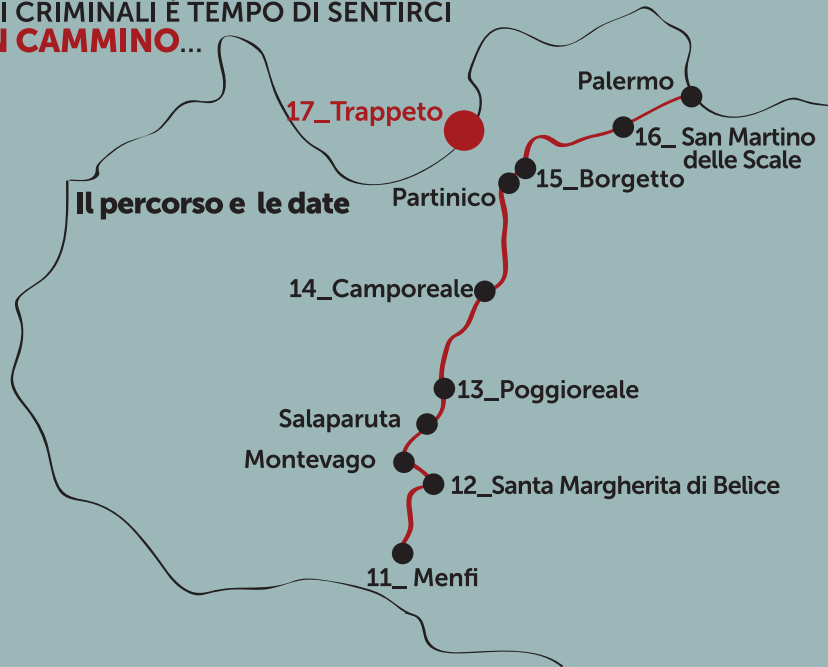 I CRIMINALI È TEMPO DI SENTIRCI
N CAMMINO...
Palermo
17_Trappeto
16_ San Martino
delle Scale
15_Borgetto
Partinico
Il percorso e le date
14_Camporeale
13_Poggioreale
Salaparuta
Montevago
12_Santa Margherita di Belìce
11_ Menfi